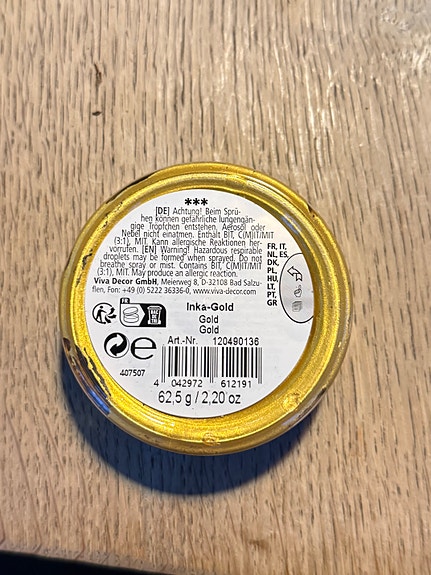 ***
[DE] Achtung! Beim Sprü-
hen können gefährliche lungengän-
gige Tröpfchen entstehen. Aerosol oder
Nebel nicht einatmen. Enthält BIT, C(M)IT/MIT
(3:1), MIT. Kann allergische Reaktionen her-
vorrufen. [EN] Warning! Hazardous respirable
droplets may be formed when sprayed. Do not
breathe spray or mist. Contains BIT, C(M)IT/MIT
(3:1), MIT. May produce an allergic reaction.
Viva Decor GmbH, Meierweg 8, D-32108 Bad Salzu-
flen, Fon: +49 (0) 5222 36336-0, www.viva-decor.com
FR, IT,
NL, ES,
DK,
PL,
HU,
LT,
PT,
GR
FR
Inka-Gold
Gold
Gold
Art.-Nr. 120490136
407507
4 042972 612191
62,5 g / 2,20 oz